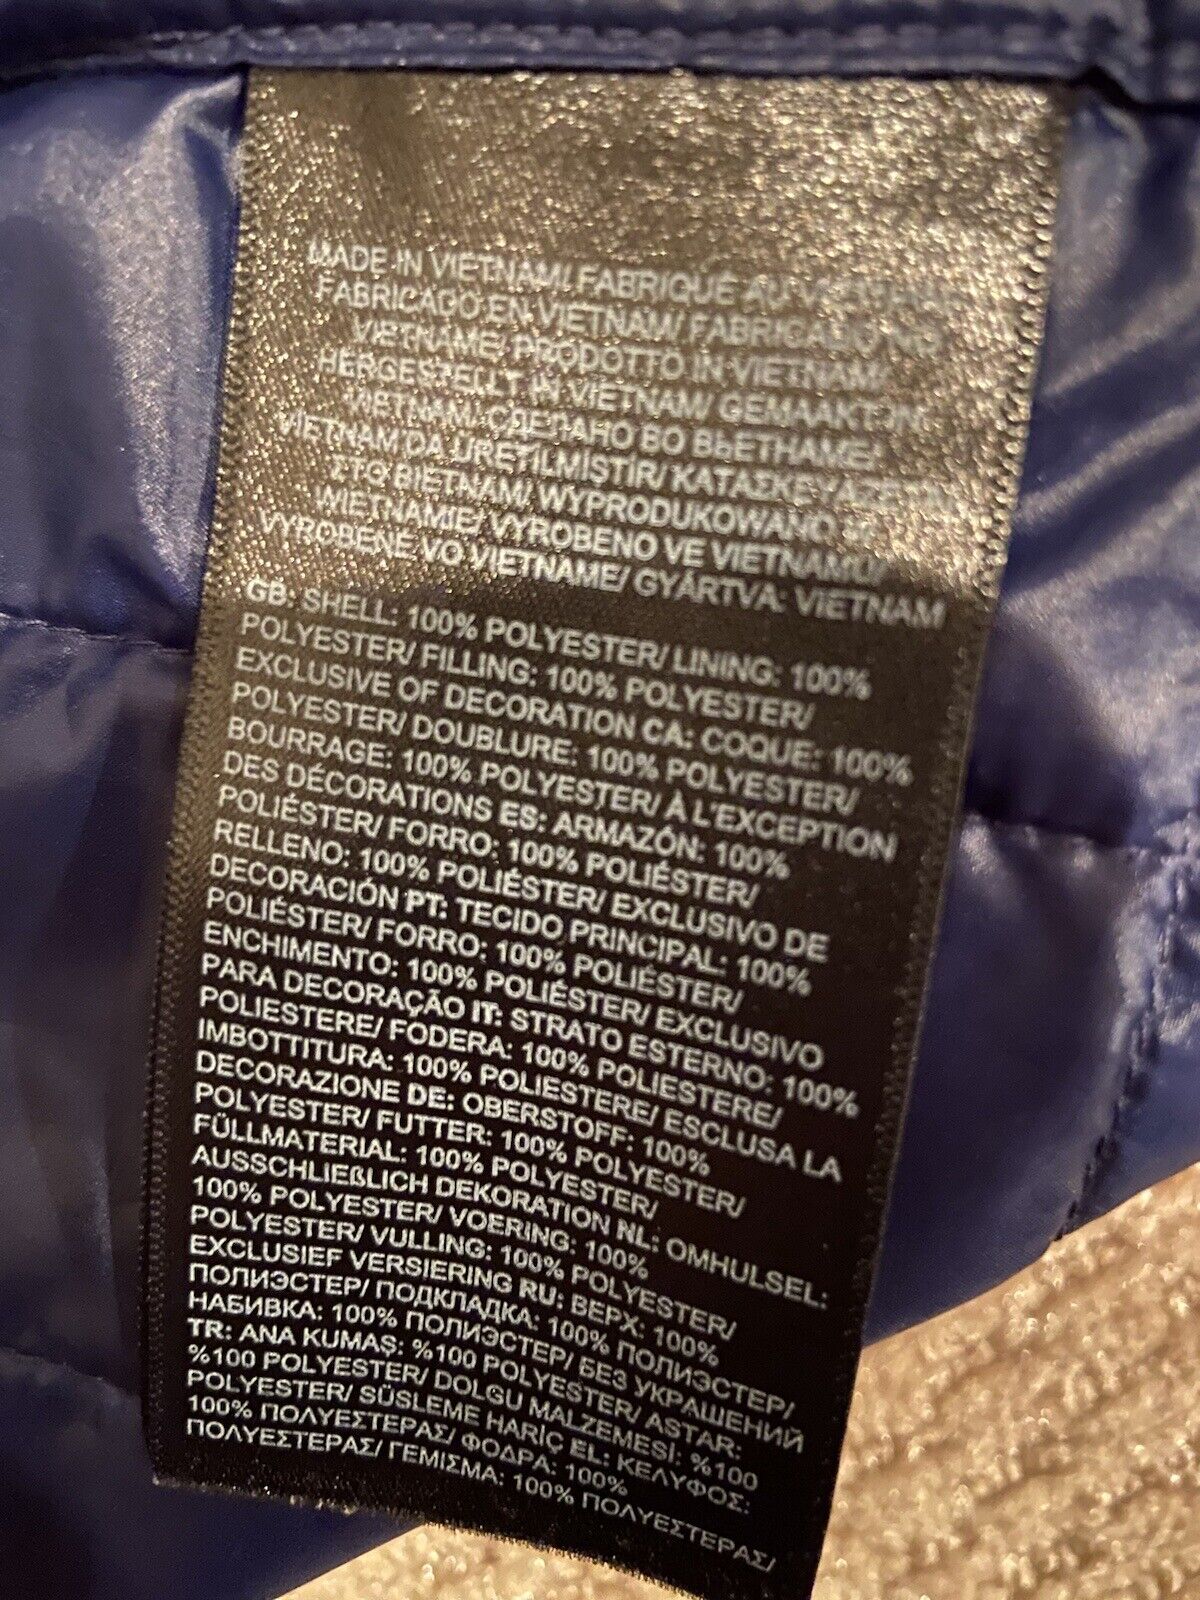 MADE IN VIETNAM/ FABRIQUÉ AU
FABRICADO EN VIETNAM/ FABRICADO NO
VIETNAME/ PRODOTTO IN VIETNAM/
HERGESTELLT IN VIETNAM/ GEMAAKT IN
VIETNAM/ СДЕЛАНО ВО ВЬЕТНАМЕ/
VIETNAM'DA ÜRETİLMİŞTİR/ ΚΑΤΑΣΚΕΥΑΖΕΤΑΙ
ΣΤΟ ΒΙΕΤΝΑΜ/ WYPRODUKOWANO W
WIETNAMIE/ VYROBENO VE VIETNAMU/
VYROBENÉ VO VIETNAME/ GYÁRTVA: VIETNAM
GB: SHELL: 100% POLYESTER/ LINING: 100%
POLYESTER/ FILLING: 100% POLYESTER/
EXCLUSIVE OF DECORATION CA: COQUE: 100%
POLYESTER/ DOUBLURE: 100% POLYESTER/
BOURRAGE: 100% POLYESTER/ À L'EXCEPTION
DES DÉCORATIONS ES: ARMAZÓN: 100%
POLIÉSTER/ FORRO: 100% POLIÉSTER/
RELLENO: 100% POLIÉSTER/ EXCLUSIVO DE
DECORACIÓN PT: TECIDO PRINCIPAL: 100%
POLIÉSTER/ FORRO: 100% POLIÉSTER/
ENCHIMENTO: 100% POLIÉSTER/ EXCLUSIVO
PARA DECORAÇÃO IT: STRATO ESTERNO: 100%
POLIESTERE/ FODERA: 100% POLIESTERE/
IMBOTTITURA: 100% POLIESTERE/ ESCLUSA LA
DECORAZIONE DE: OBERSTOFF: 100%
POLYESTER/ FUTTER: 100% POLYESTER/
FÜLLMATERIAL: 100% POLYESTER/
AUSSCHLIEßLICH DEKORATION NL: OMHULSEL:
100% POLYESTER/ VOERING: 100%
POLYESTER/ VULLING: 100% POLYESTER/
EXCLUSIEF VERSIERING RU: ВЕРХ: 100%
ПОЛИЭСТЕР/ ПОДКЛАДКА: 100% ПОЛИЭСТЕР/
НАБИВКА: 100% ПОЛИЭСТЕР/ БЕЗ УКРАШЕНИЙ
TR: ANA KUMAŞ: %100 POLYESTER/ ASTAR:
%100 POLYESTER/ DOLGU MALZEMESİ: %100
POLYESTER/ SÜSLEME HARİÇ EL: ΚΕΛΥΦΟΣ:
100% ΠΟΛΥΕΣΤΕΡΑΣ/ ΦΟΔΡΑ: 100%
ΠΟΛΥΕΣΤΕΡΑΣ/ ΓΕΜΙΣΜΑ: 100% ΠΟΛΥΕΣΤΕΡΑΣ/